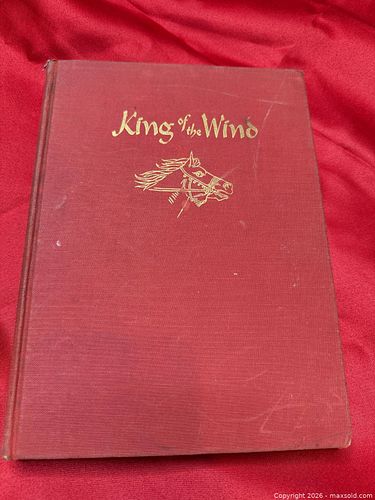 King of the Wind
Copyright © 2026 - maxsold.com